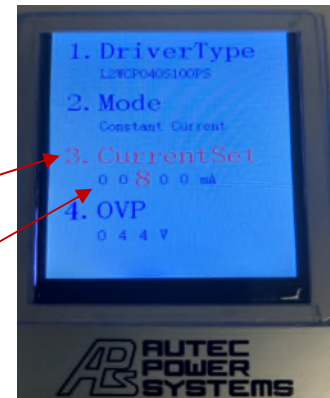 1. DriverType
L2WCP040S100PS
2. Mode
Constant Current
3. CurrentSet
0 0 8 0 0 mA
4. OVP
0 4 4 V
APS AUTEC
POWER
SYSTEMS